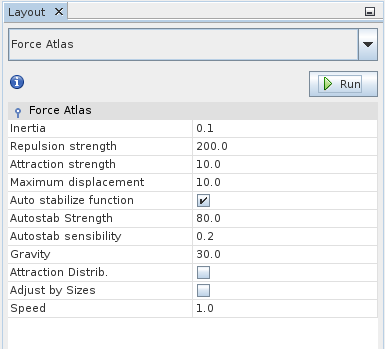 Layout
Force Atlas
Run
Force Atlas
Inertia 0.1
Repulsion strength 200.0
Attraction strength 10.0
Maximum displacement 10.0
Auto stabilize function
Autostab Strength 80.0
Autostab sensibility 0.2
Gravity 30.0
Attraction Distrib.
Adjust by Sizes
Speed 1.0